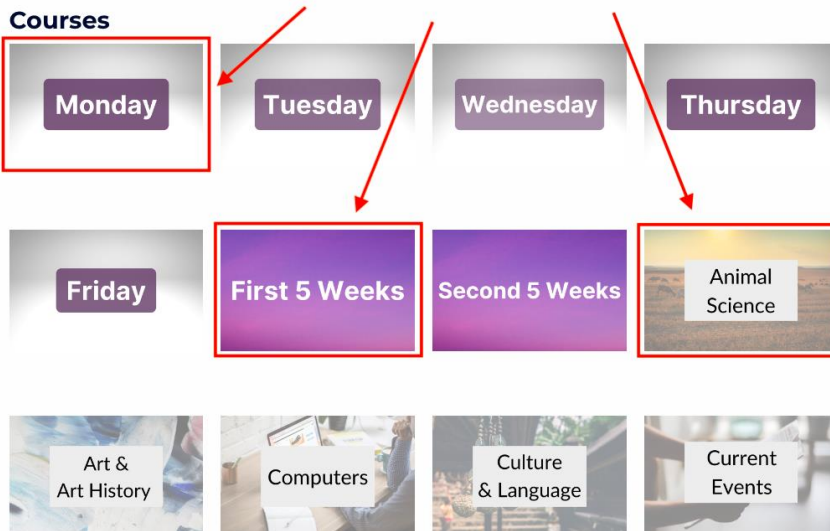 Courses
Monday
Tuesday
Wednesday
Thursday
Friday
First 5 Weeks
Second 5 Weeks
Animal
Science
Art &
Art History
Computers
Culture
& Language
Current
Events